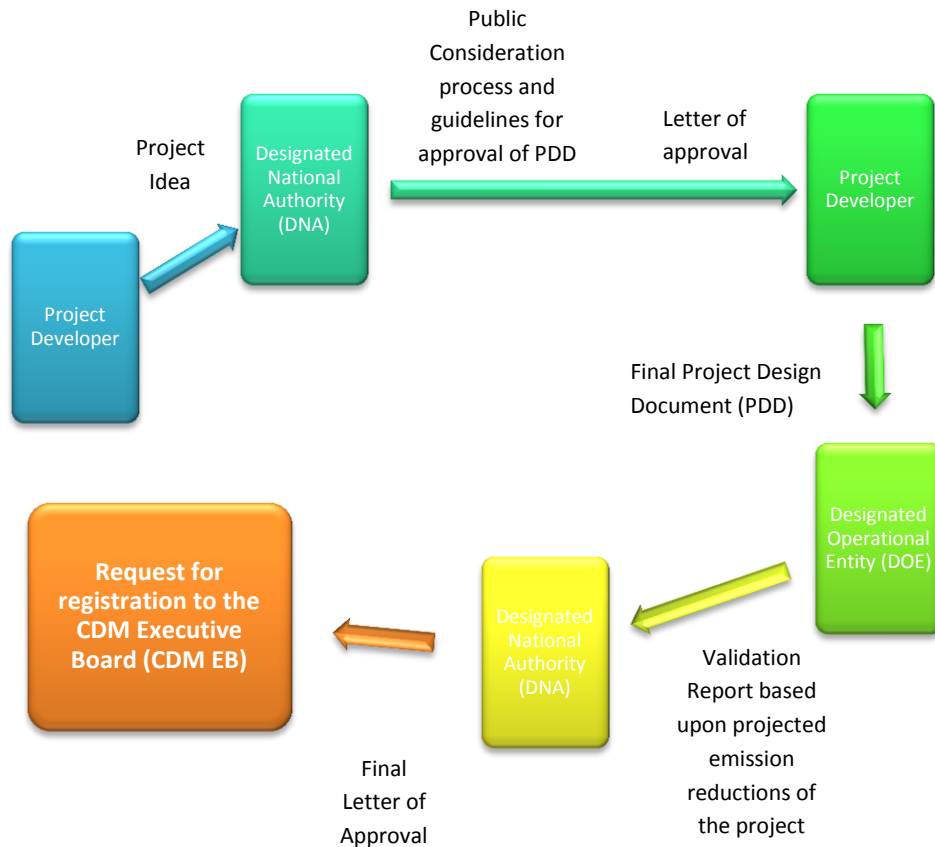 Project
Developer
Project
Idea
Designated
National
Authority
(DNA)
Public
Consideration
process and
guidelines for
approval of PDD
Letter of
approval
Project
Developer
Final Project Design
Document (PDD)
Designated
Operational
Entity (DOE)
Validation
Report based
upon projected
emission
reductions of
the project
Designated
National
Authority
(DNA)
Final
Letter of
Approval
Request for
registration to the
CDM Executive
Board (CDM EB)